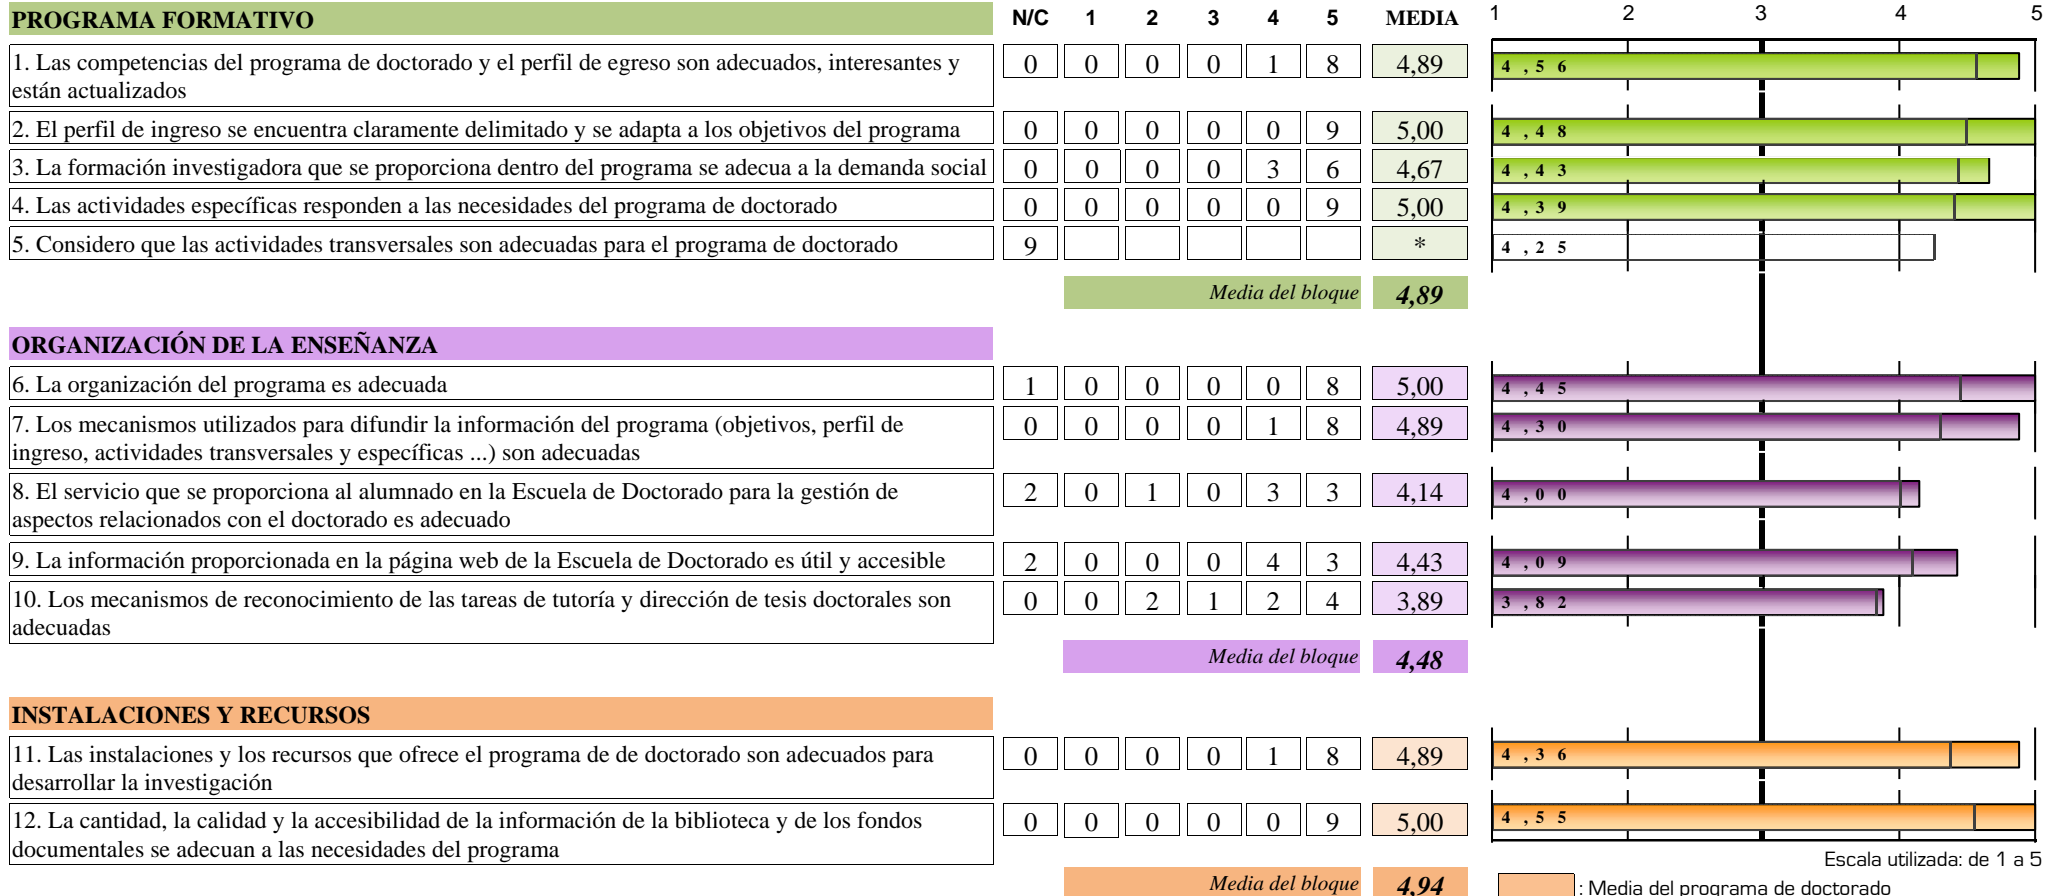 PROGRAMA FORMATIVO N/C 1 2 3 4 5 MEDIA 1 2 3 4 5
1. Las competencias del programa de doctorado y el perfil de egreso son adecuados, interesantes y 0 0 0 0 1 8 4,89 4,56
están actualizados
2. El perfil de ingreso se encuentra claramente delimitado y se adapta a los objetivos del programa 0 0 0 0 0 9 5,00 4,48
3. La formación investigadora que se proporciona dentro del programa se adecua a la demanda social 0 0 0 0 3 6 4,67 4,43
4. Las actividades específicas responden a las necesidades del programa de doctorado 0 0 0 0 0 9 5,00 4,39
5. Considero que las actividades transversales son adecuadas para el programa de doctorado 9 * 4,25
Media del bloque 4,89
ORGANIZACIÓN DE LA ENSEÑANZA
6. La organización del programa es adecuada 1 0 0 0 0 8 5,00 4,45
7. Los mecanismos utilizados para difundir la información del programa (objetivos, perfil de 0 0 0 0 1 8 4,89 4,30
ingreso, actividades transversales y específicas ...) son adecuadas
8. El servicio que se proporciona al alumnado en la Escuela de Doctorado para la gestión de 2 0 1 0 3 3 4,14 4,00
aspectos relacionados con el doctorado es adecuado
9. La información proporcionada en la página web de la Escuela de Doctorado es útil y accesible 2 0 0 0 4 3 4,43 4,09
10. Los mecanismos de reconocimiento de las tareas de tutoría y dirección de tesis doctorales son 0 0 2 1 2 4 3,89 3,82
adecuadas
Media del bloque 4,48
INSTALACIONES Y RECURSOS
11. Las instalaciones y los recursos que ofrece el programa de de doctorado son adecuados para 0 0 0 0 1 8 4,89 4,36
desarrollar la investigación
12. La cantidad, la calidad y la accesibilidad de la información de la biblioteca y de los fondos 0 0 0 0 0 9 5,00 4,55
documentales se adecuan a las necesidades del programa
Escala utilizada: de 1 a 5
Media del bloque 4,94 : Media del programa de doctorado